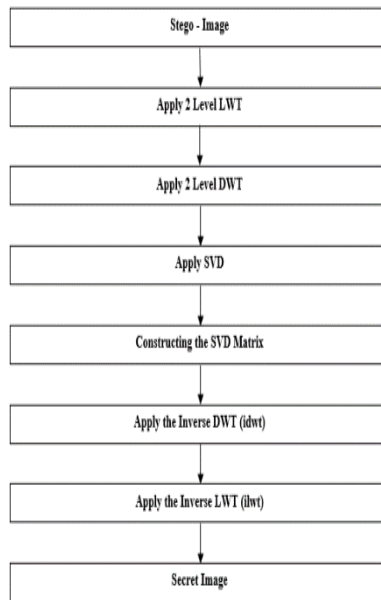 Stego - Image
Apply 2 Level LWT
Apply 2 Level DWT
Apply SVD
Constructing the SVD Matrix
Apply the Inverse DWT (idwt)
Apply the Inverse LWT (ilwt)
Secret Image